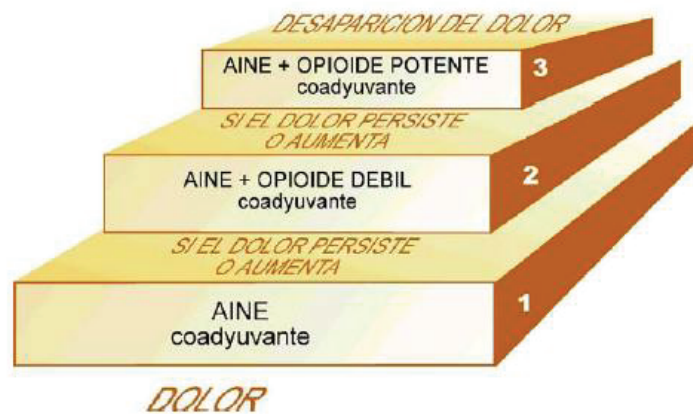 DESAPARICION DEL DOLOR
AINE + OPIOIDE POTENTE
coadyuvante
3
SI EL DOLOR PERSISTE
O AUMENTA
AINE + OPIOIDE DEBIL
coadyuvante
2
SI EL DOLOR PERSISTE
O AUMENTA
AINE
coadyuvante
1
DOLOR